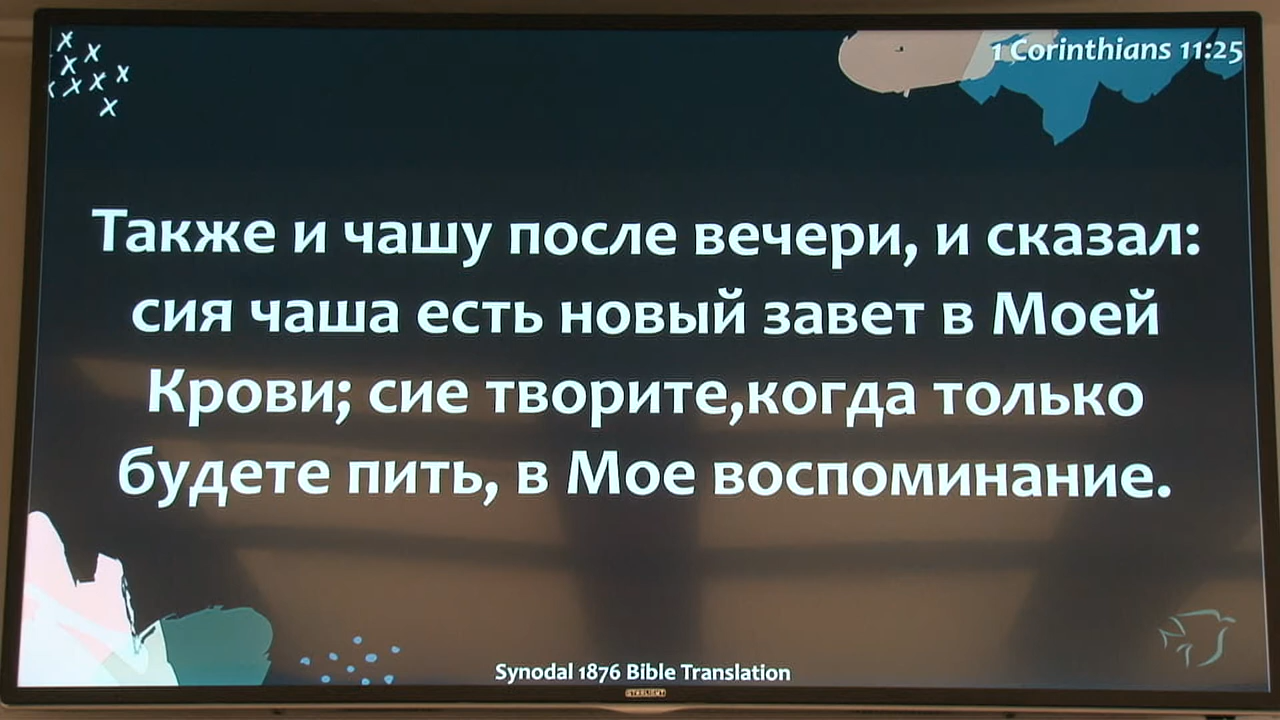 1 Corinthians 11:25
Также и чашу после вечери, и сказал:
сия чаша есть новый завет в Моей
Крови; сие творите,когда только
будете пить, в Мое воспоминание.
Synodal 1876 Bible Translation
STARLIGHT